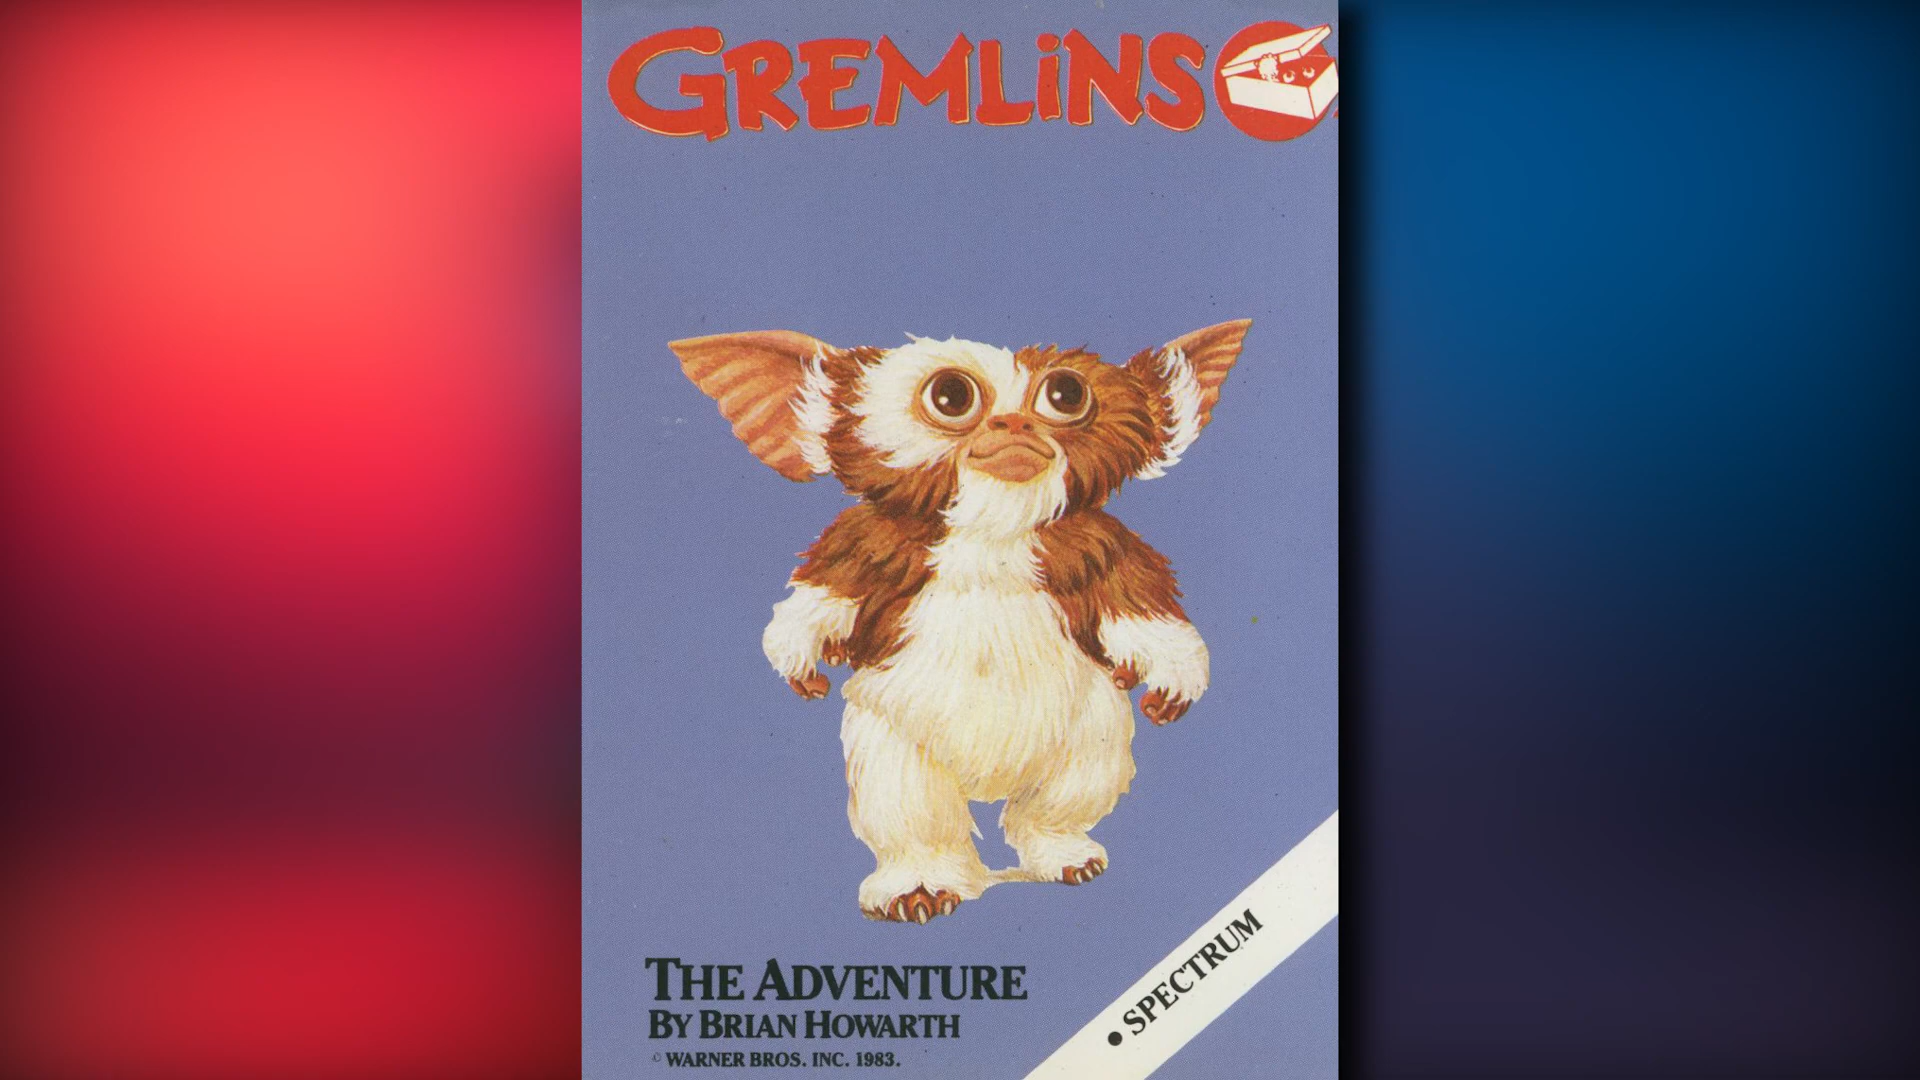 GREMLiNS
THE ADVENTURE
BY BRIAN HOWARTH
© WARNER BROS. INC. 1983.
• SPECTRUM